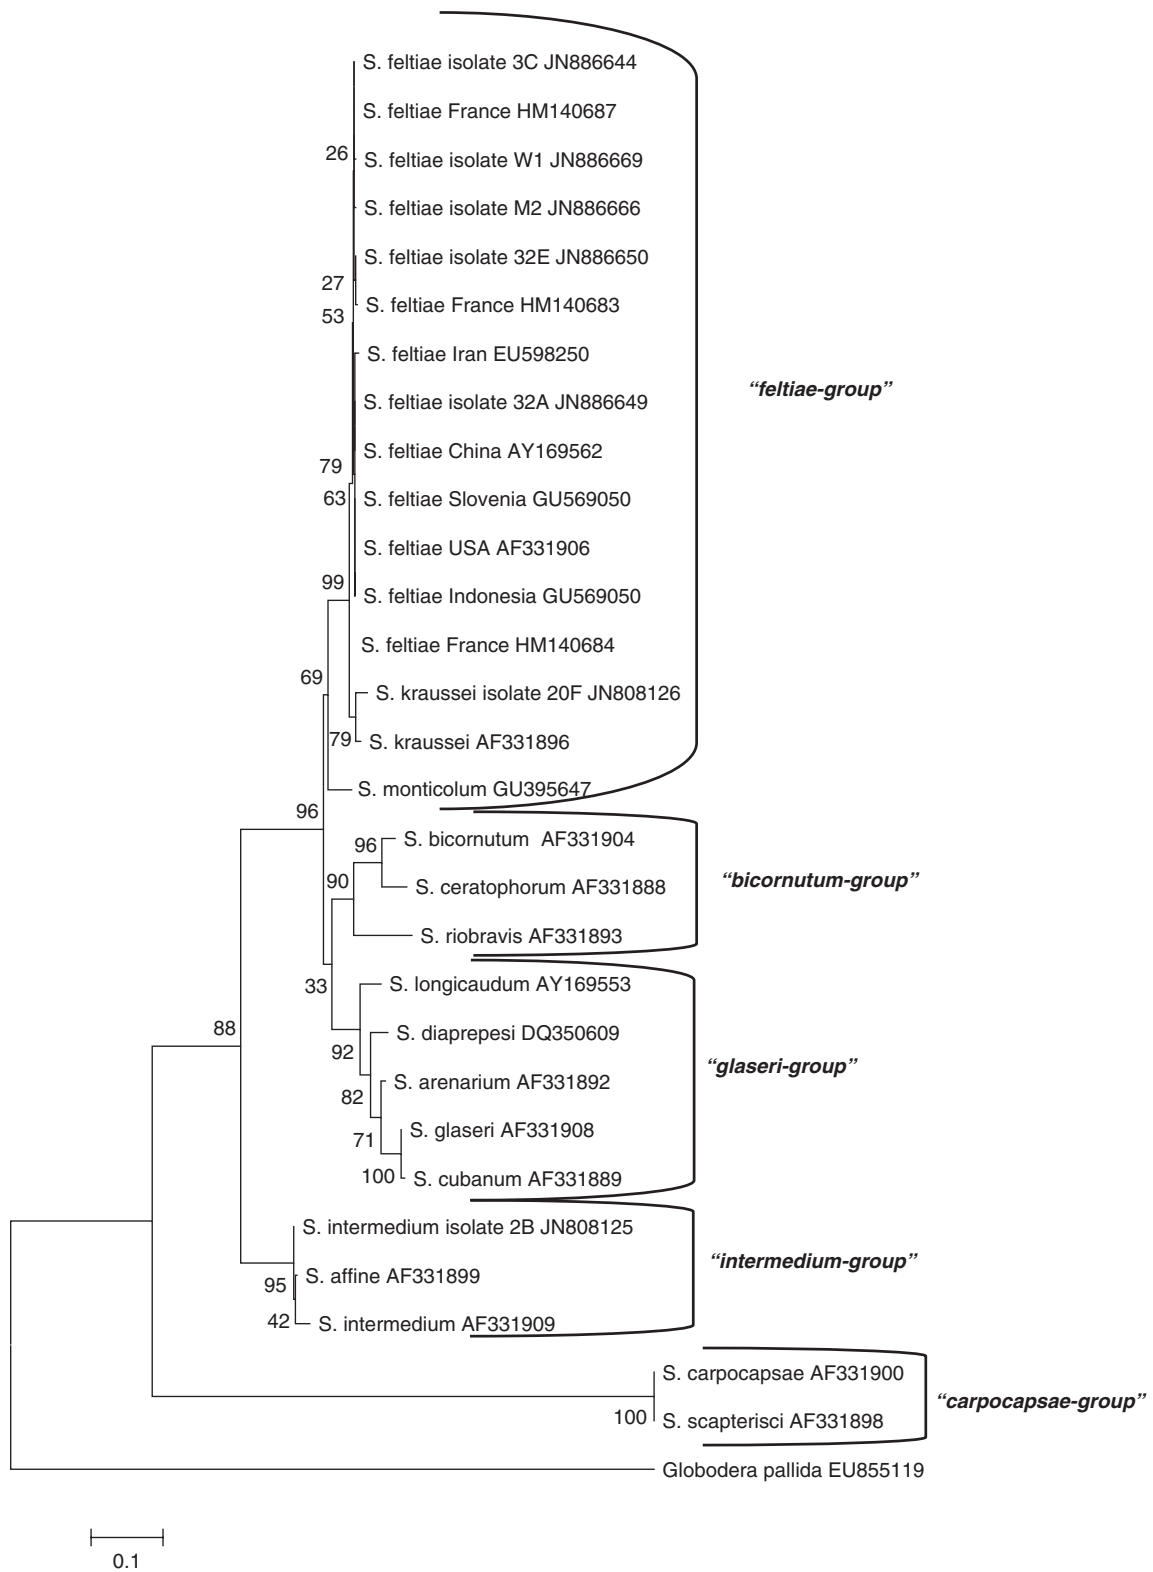 S. feltiae isolate 3C JN886644
S. feltiae France HM140687
26
S. feltiae isolate W1 JN886669
S. feltiae isolate M2 JN886666
S. feltiae isolate 32E JN886650
27
S. feltiae France HM140683
53
S. feltiae Iran EU598250
“feltiae-group”
S. feltiae isolate 32A JN886649
S. feltiae China AY169562
79
63
S. feltiae Slovenia GU569050
S. feltiae USA AF331906
99
S. feltiae Indonesia GU569050
S. feltiae France HM140684
69
S. kraussei isolate 20F JN808126
79
S. kraussei AF331896
S. monticolum GU395647
96
96
S. bicornutum AF331904
90
S. ceratophorum AF331888
“bicornutum-group”
S. riobravis AF331893
33
S. longicaudum AY169553
88
S. diaprepesi DQ350609
92
“glaseri-group”
82
S. arenarium AF331892
71
S. glaseri AF331908
100
S. cubanum AF331889
S. intermedium isolate 2B JN808125
“intermedium-group”
95
S. affine AF331899
42
S. intermedium AF331909
S. carpocapsae AF331900
“carpocapsae-group”
100
S. scapterisci AF331898
Globodera pallida EU855119
0.1